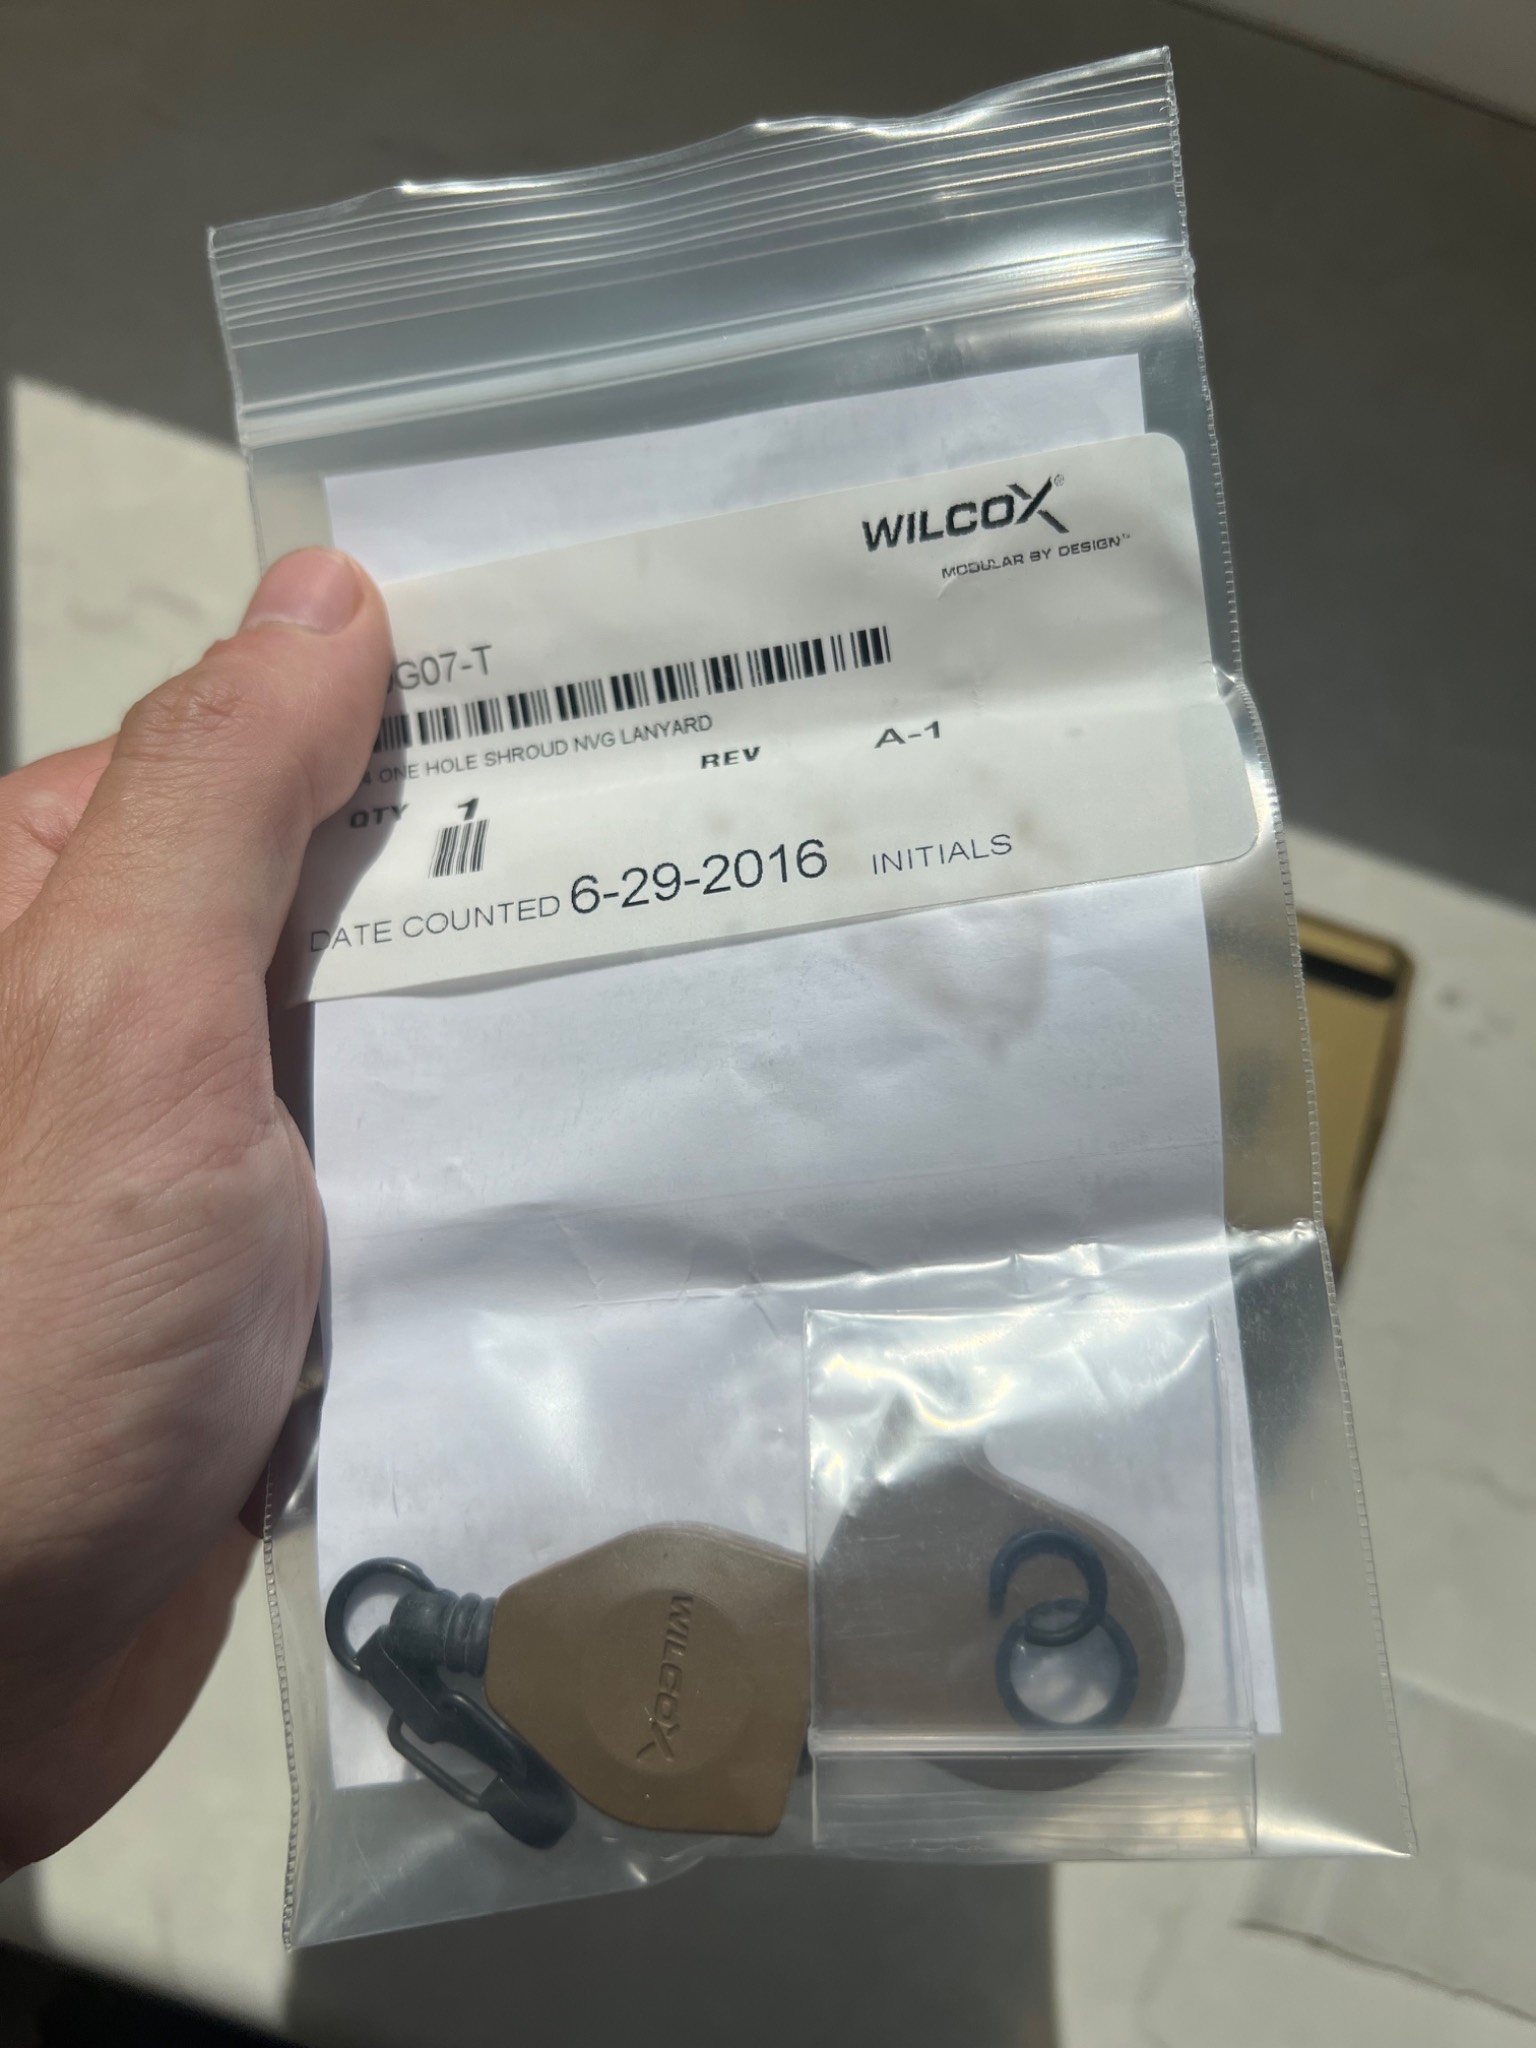 WILCOX®
MODULAR BY DESIGN
G07-T
4 ONE HOLE SHROUD NVG LANYARD
REV A-1
QTY 1
DATE COUNTED 6-29-2016 INITIALS
WILCOX